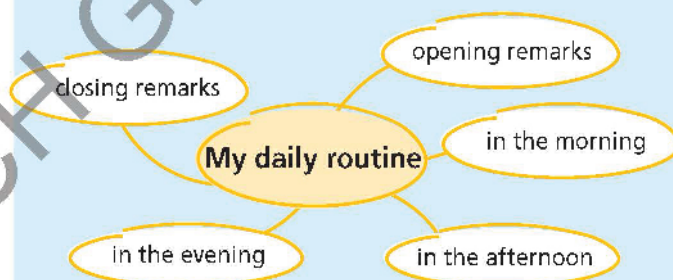 opening remarks
closing remarks
in the morning
My daily routine
in the evening
in the afternoon